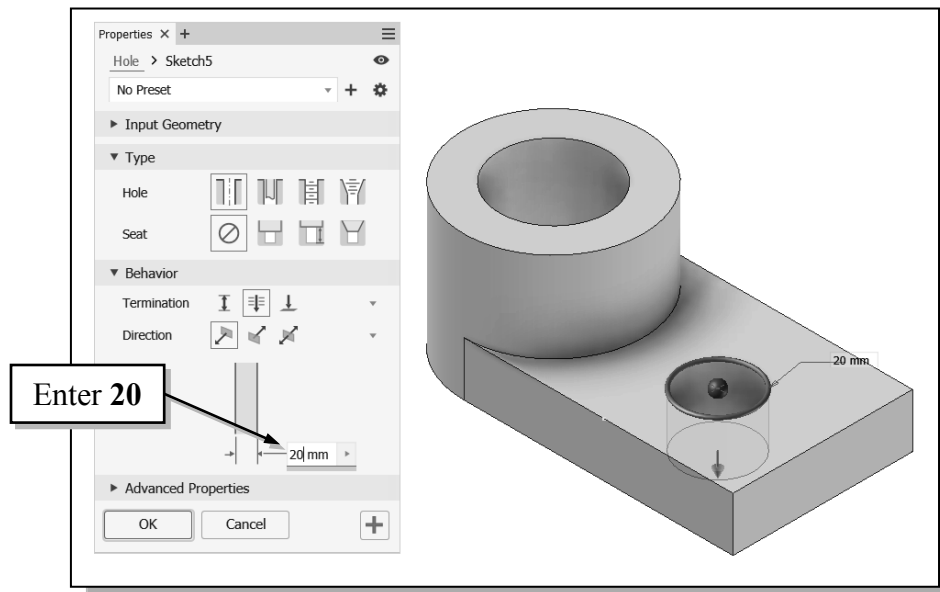 Properties × +
Hole > Sketch5
No Preset
Input Geometry
Type
Hole
Seat
Behavior
Termination
Direction
Enter 20
20 mm
Advanced Properties
OK Cancel
20 mm